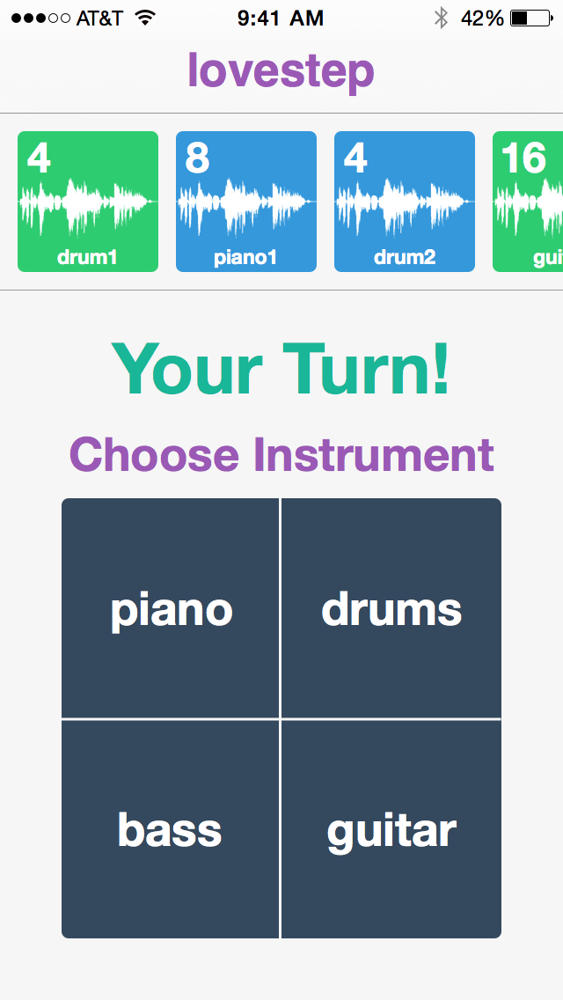 AT&T 9:41 AM 42%
lovestep
4 8 4 16
drum1 piano1 drum2 gui
Your Turn!
Choose Instrument
piano drums
bass guitar